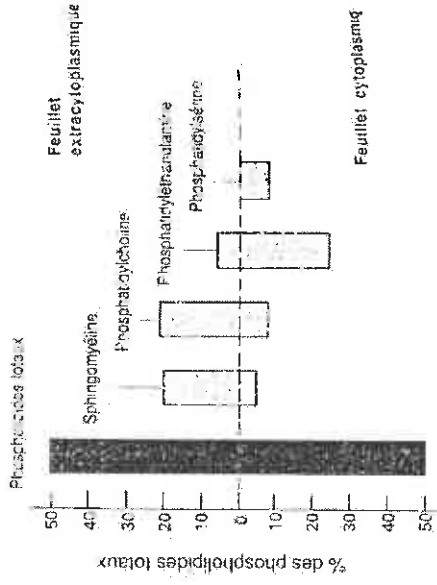 Phospholipides totaux
Feuillet
extracytoplasmique
Sphingomyéline
Phosphatidylcholine
Phosphatidyléthanolamine
Phosphatidylsérine
Feuillet cytoplasmiq
50
40
30
20
10
0
10
20
30
40
50
% des phospholipides totaux